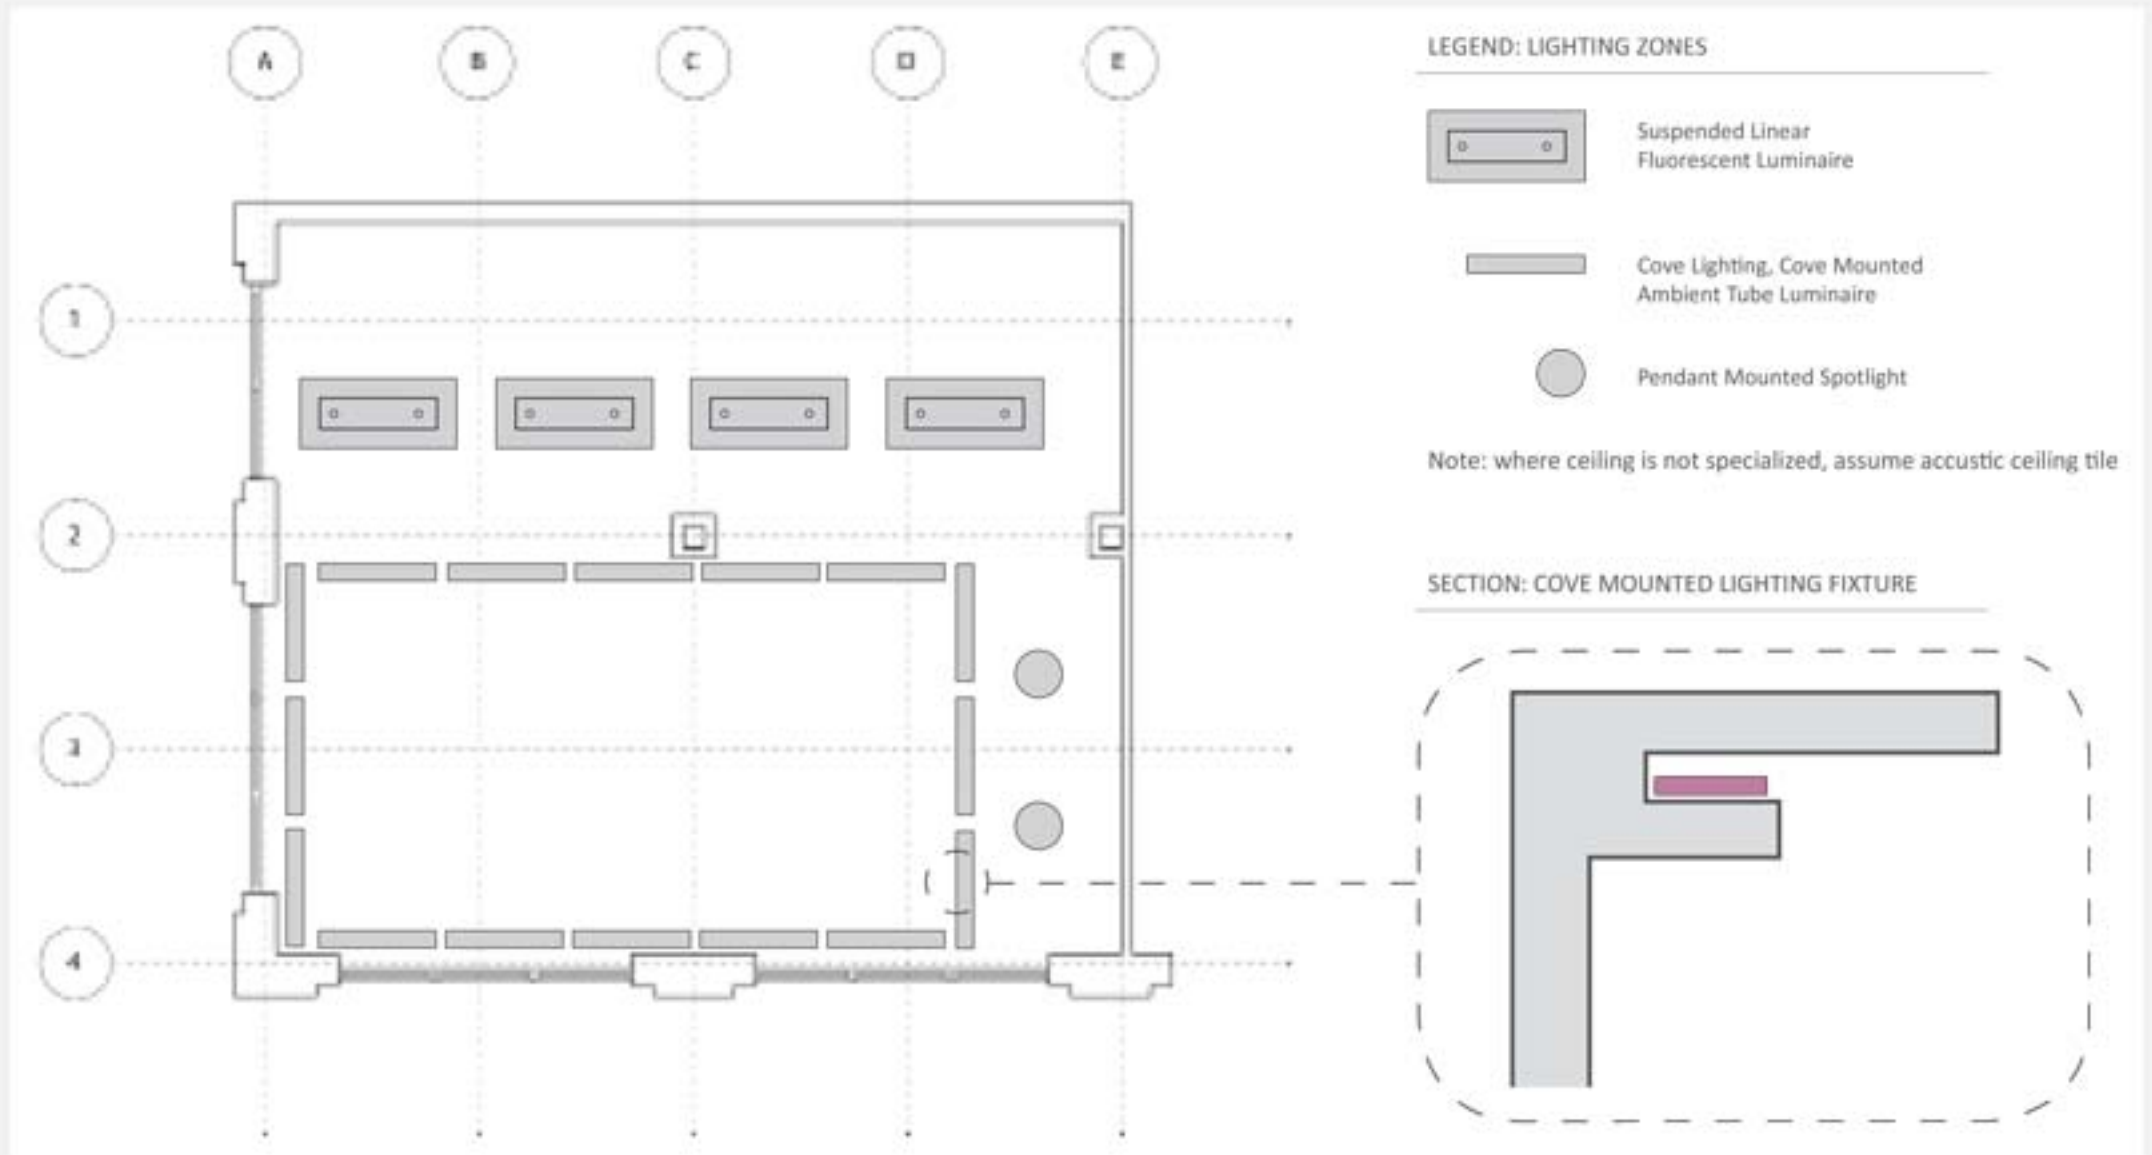 A B C D E
1
2
3
4
LEGEND: LIGHTING ZONES
Suspended Linear
Fluorescent Luminaire
Cove Lighting, Cove Mounted
Ambient Tube Luminaire
Pendant Mounted Spotlight
Note: where ceiling is not specialized, assume accustic ceiling tile
SECTION: COVE MOUNTED LIGHTING FIXTURE